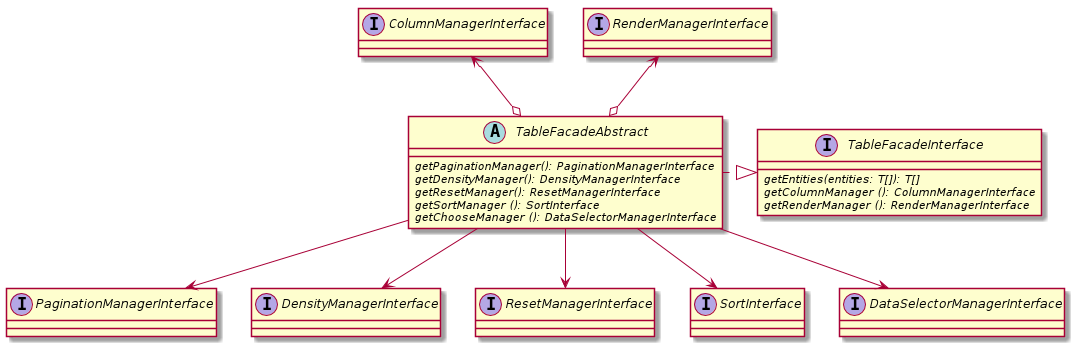 I ColumnManagerInterface
I RenderManagerInterface
A TableFacadeAbstract
getPaginationManager(): PaginationManagerInterface
getDensityManager(): DensityManagerInterface
getResetManager(): ResetManagerInterface
getSortManager (): SortInterface
getChooseManager (): DataSelectorManagerInterface
I TableFacadeInterface
getEntities(entities: T[]): T[]
getColumnManager (): ColumnManagerInterface
getRenderManager (): RenderManagerInterface
I PaginationManagerInterface
I DensityManagerInterface
I ResetManagerInterface
I SortInterface
I DataSelectorManagerInterface